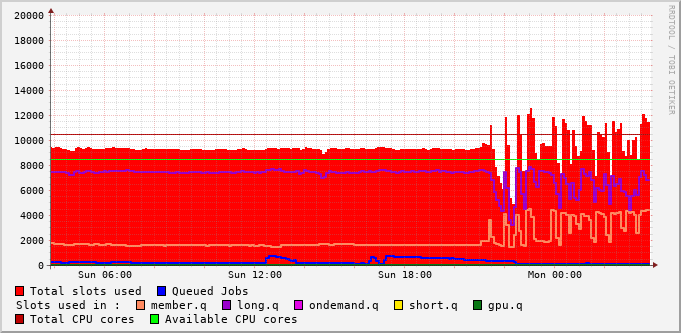 20000
18000
16000
14000
12000
10000
8000
6000
4000
2000
0
Sun 06:00 Sun 12:00 Sun 18:00 Mon 00:00
Total slots used Queued Jobs
Slots used in : member.q long.q ondemand.q short.q gpu.q
Total CPU cores Available CPU cores
RRDTOOL / TOBI OETIKER